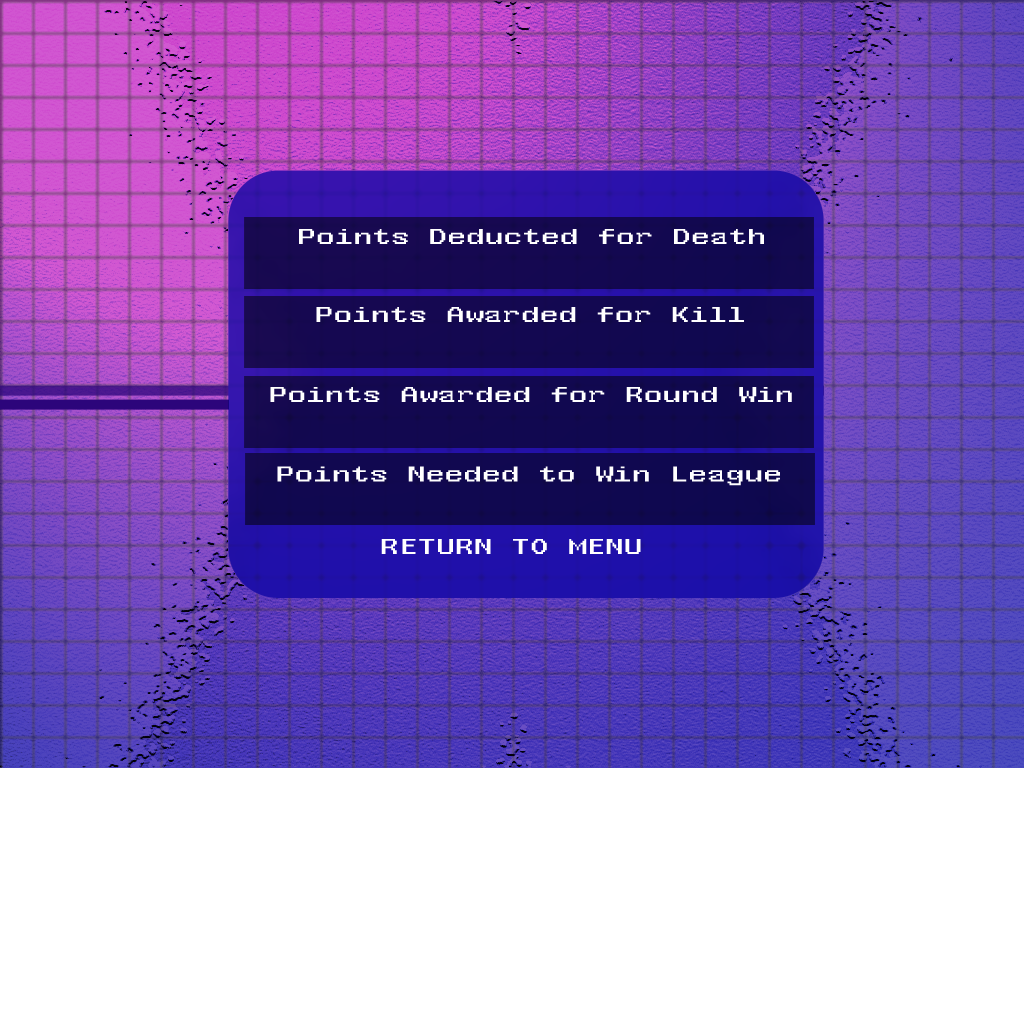 Points Deducted for Death
Points Awarded for Kill
Points Awarded for Round Win
Points Needed to Win League
RETURN TO MENU